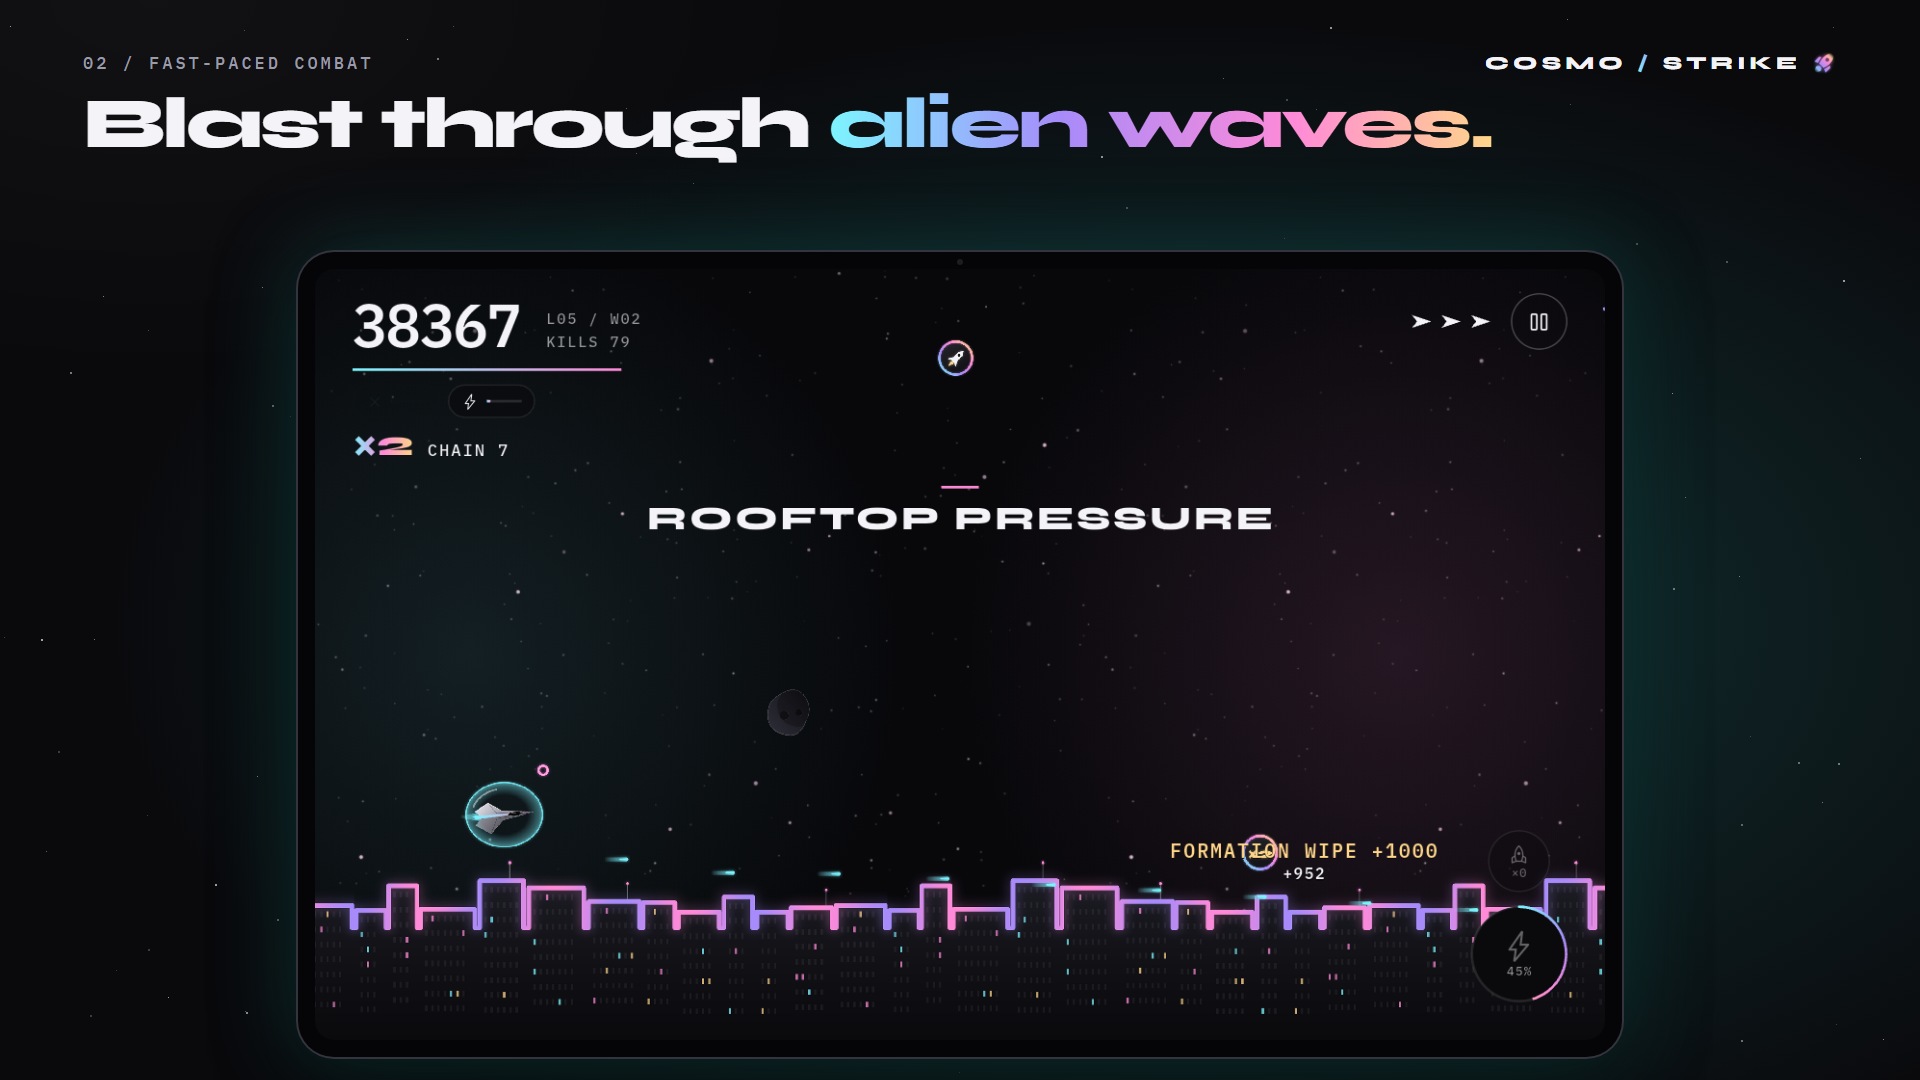 02 / FAST-PACED COMBAT
COSMO / STRIKE
Blast through alien waves.
38367
L05 / W02
KILLS 79
×2 CHAIN 7
ROOFTOP PRESSURE
FORMATION WIPE +1000
+952
×0
45%